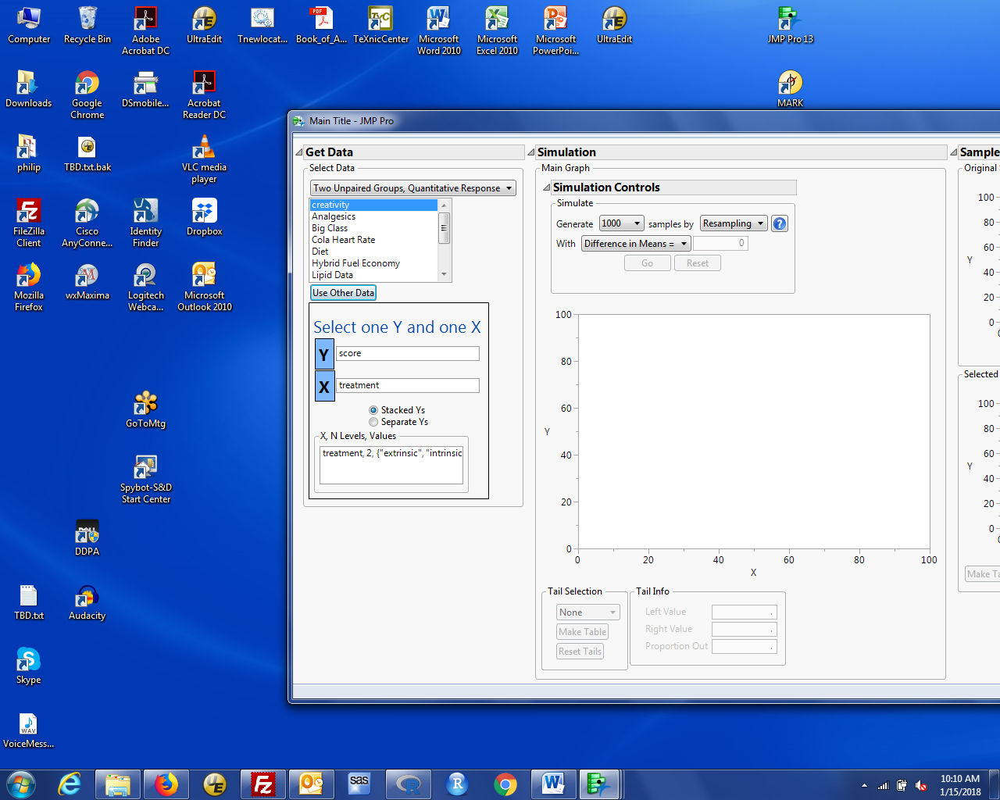 Computer
Recycle Bin
Adobe
Acrobat DC
UltraEdit
Tnewlocat...
Book_of_A...
TeXnicCenter
Microsoft
Word 2010
Microsoft
Excel 2010
Microsoft
PowerPoi...
UltraEdit
JMP Pro 13
Downloads
Google
Chrome
DSmobile...
Acrobat
Reader DC
MARK
philip
TBD.txt.bak
VLC media
player
FileZilla
Client
Cisco
AnyConne...
Identity
Finder
Dropbox
Mozilla
Firefox
wxMaxima
Logitech
Webca...
Microsoft
Outlook 2010
GoToMtg
Spybot-S&D
Start Center
DELL
DDPA
TBD.txt
Audacity
Skype
WAV
VoiceMess...
Main Title - JMP Pro
Get Data
Select Data
Two Unpaired Groups, Quantitative Response
creativity
Analgesics
Big Class
Cola Heart Rate
Diet
Hybrid Fuel Economy
Lipid Data
Use Other Data
Select one Y and one X
Y score
X treatment
Stacked Ys
Separate Ys
X, N Levels, Values
treatment, 2, {"extrinsic", "intrinsic
Simulation
Main Graph
Simulation Controls
Simulate
Generate 1000 samples by Resampling ?
With Difference in Means = 0
Go Reset
100
80
60
Y
40
20
0
0 20 40 60 80 100
X
Tail Selection
None
Make Table
Reset Tails
Tail Info
Left Value .
Right Value .
Proportion Out .
Sample
Original
100
80
60
Y
40
20
0
Selected
100
80
60
Y
40
20
0
Make Ta
sas
10:10 AM
1/15/2018